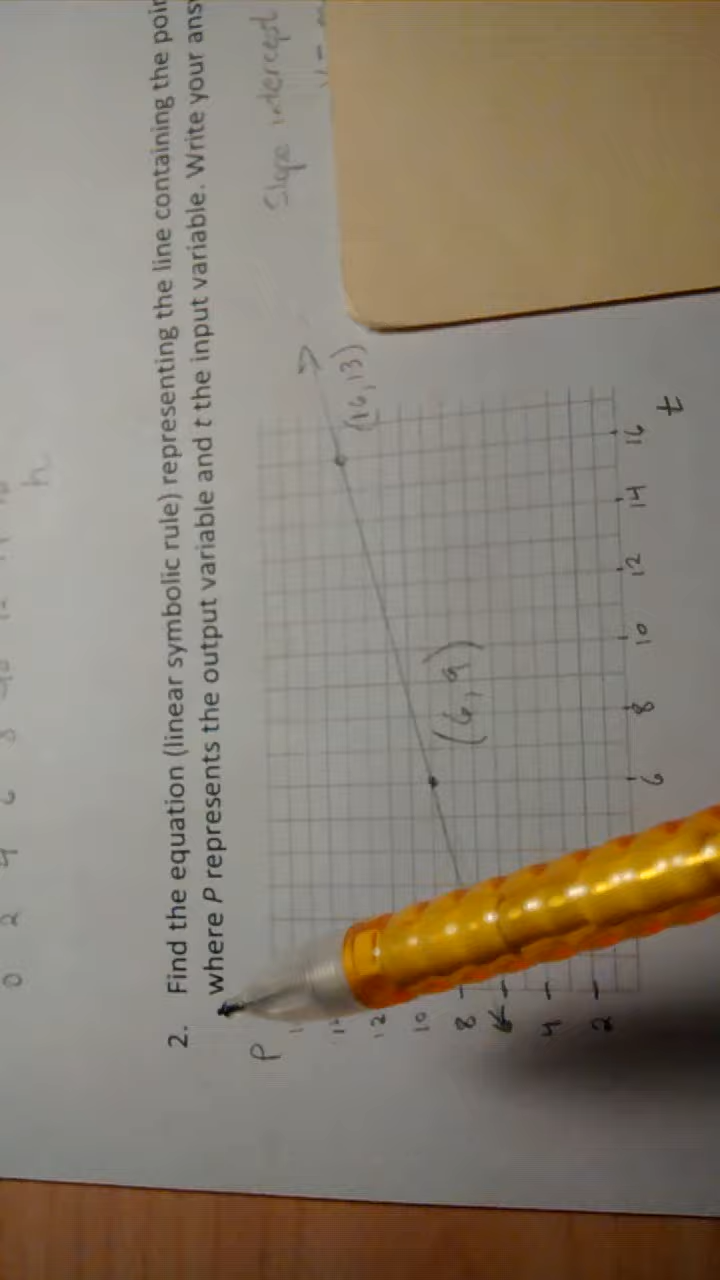 0 2 4 6 8 10 12
h
2. Find the equation (linear symbolic rule) representing the line containing the
where P represents the output variable and t the input variable. Write your
Slope intercept
P
12
10
8
6
4
2
(16,13)
(6,9)
6 8 10 12 14 16
t